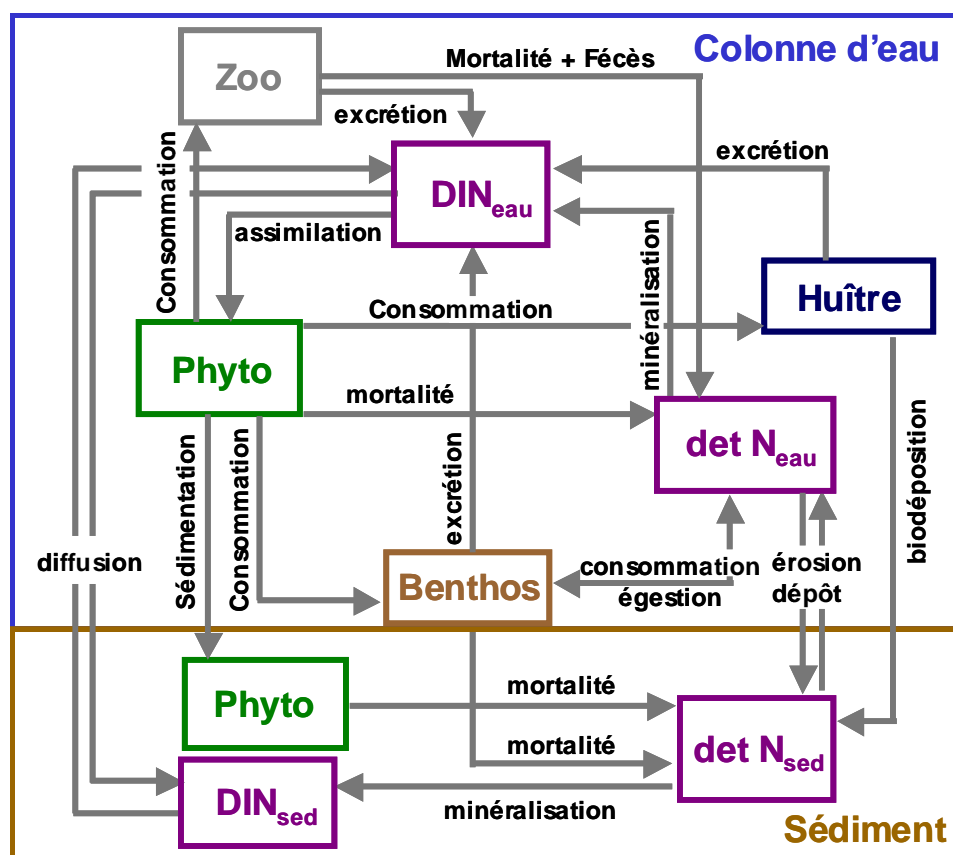 Colonne d'eau
Zoo
Mortalité + Fécès
excrétion
excrétion
Consommation
DINeau
assimilation
minéralisation
Huître
Consommation
Phyto
mortalité
det Neau
biodéposition
Sédimentation
Consommation
excrétion
diffusion
Benthos
consommation
égestion
érosion
dépôt
Phyto
mortalité
mortalité
det Nsed
DINsed
minéralisation
Sédiment